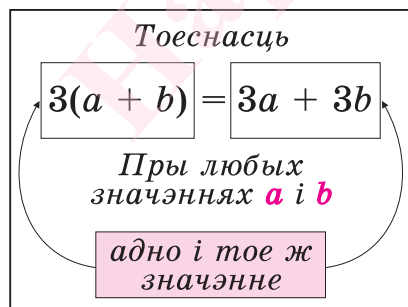 Тоеснасць
3(a + b) = 3a + 3b
Пры любых
значэннях a і b
адно і тое ж
значэнне